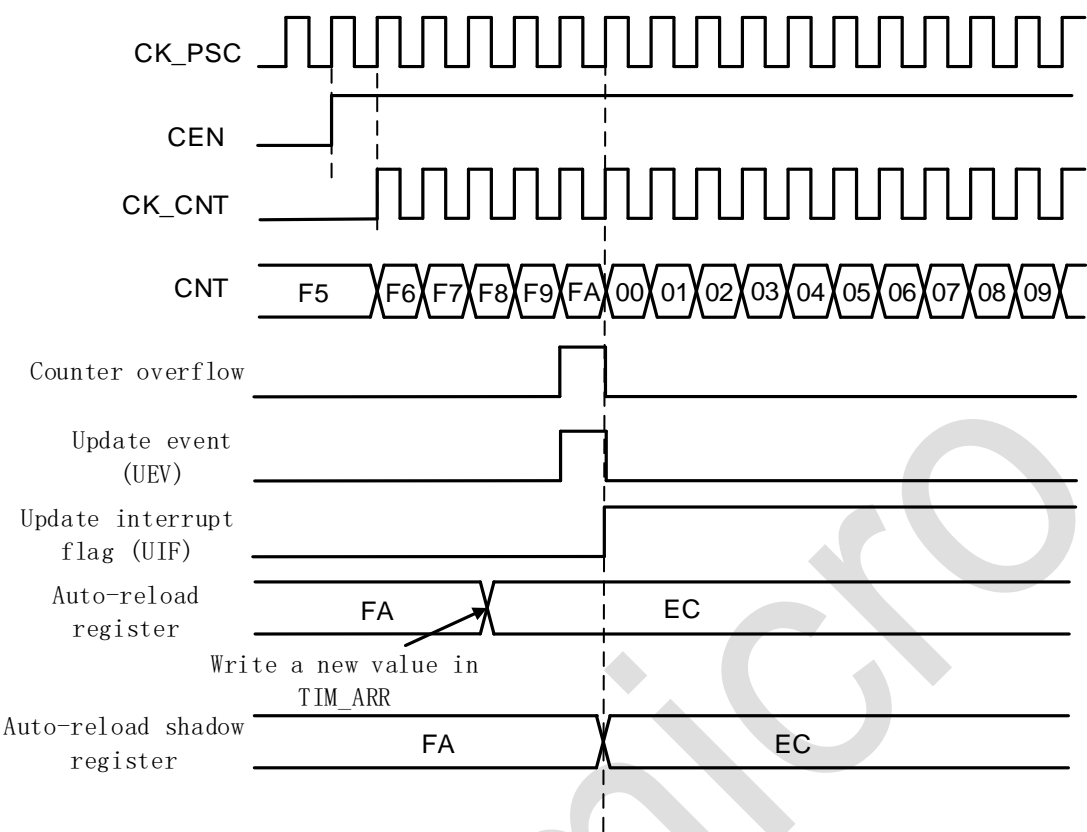 CK_PSC
CEN
CK_CNT
CNT
F5 F6 F7 F8 F9 FA 00 01 02 03 04 05 06 07 08 09
Counter overflow
Update event
(UEV)
Update interrupt
flag (UIF)
Auto-reload
register
FA EC
Write a new value in
TIM_ARR
Auto-reload shadow
register
FA EC
micro